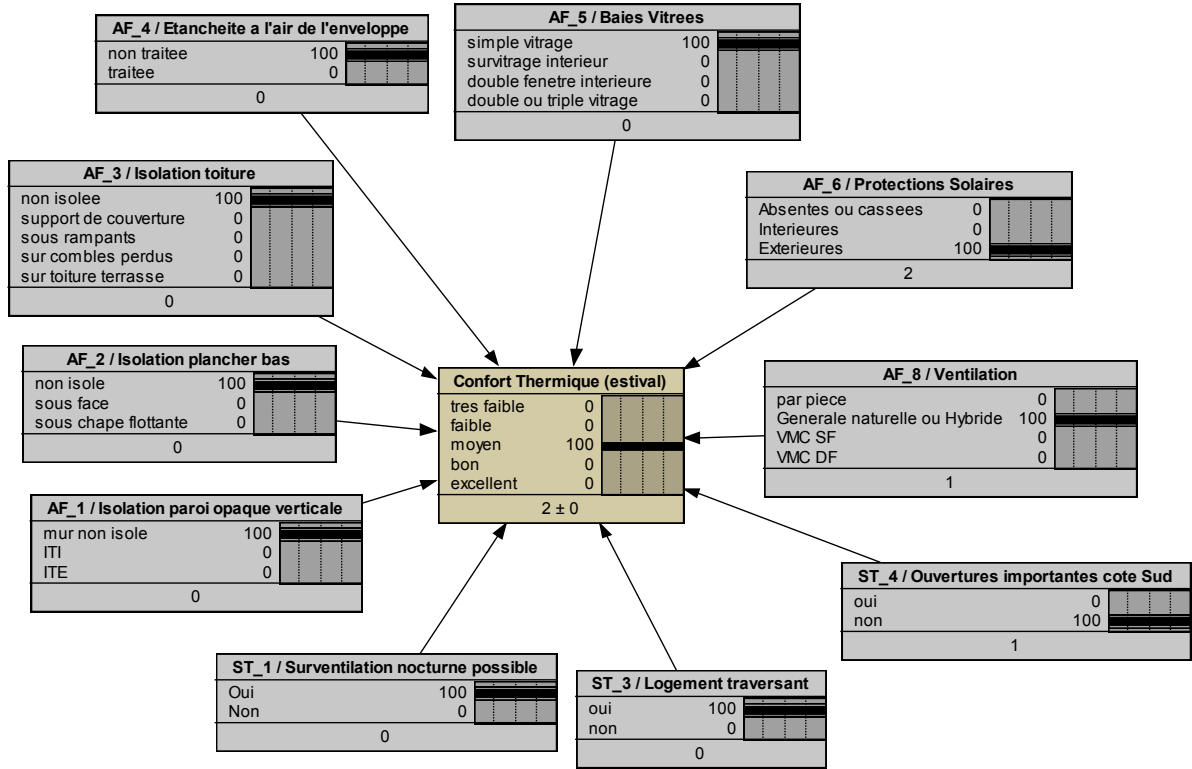 AF_4 / Etancheite a l'air de l'enveloppe
non traitee 100
traitee 0
0
AF_5 / Baies Vitrees
simple vitrage 100
survitrage interieur 0
double fenetre interieure 0
double ou triple vitrage 0
0
AF_3 / Isolation toiture
non isolee 100
support de couverture 0
sous rampants 0
sur combles perdus 0
sur toiture terrasse 0
0
AF_6 / Protections Solaires
Absentes ou cassees 0
Interieures 0
Exterieures 100
2
AF_2 / Isolation plancher bas
non isole 100
sous face 0
sous chape flottante 0
0
Confort Thermique (estival)
tres faible 0
faible 0
moyen 100
bon 0
excellent 0
2 ± 0
AF_8 / Ventilation
par piece 0
Generale naturelle ou Hybride 100
VMC SF 0
VMC DF 0
1
AF_1 / Isolation paroi opaque verticale
mur non isole 100
ITI 0
ITE 0
0
ST_4 / Ouvertures importantes cote Sud
oui 0
non 100
1
ST_1 / Surventilation nocturne possible
Oui 100
Non 0
0
ST_3 / Logement traversant
oui 100
non 0
0